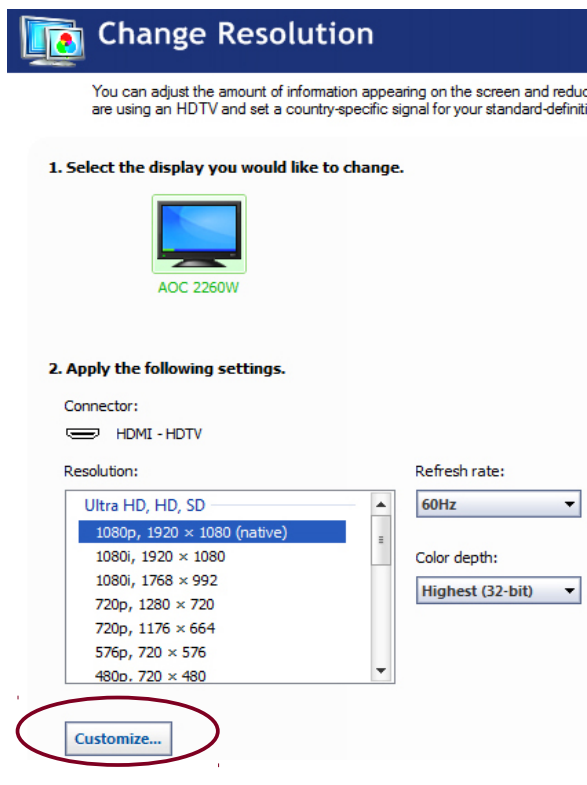 Change Resolution
You can adjust the amount of information appearing on the screen and reduc
are using an HDTV and set a country-specific signal for your standard-definiti
1. Select the display you would like to change.
AOC 2260W
2. Apply the following settings.
Connector:
HDMI - HDTV
Resolution:
Ultra HD, HD, SD
1080p, 1920 × 1080 (native)
1080i, 1920 × 1080
1080i, 1768 × 992
720p, 1280 × 720
720p, 1176 × 664
576p, 720 × 576
480p, 720 × 480
Refresh rate:
60Hz
Color depth:
Highest (32-bit)
Customize...